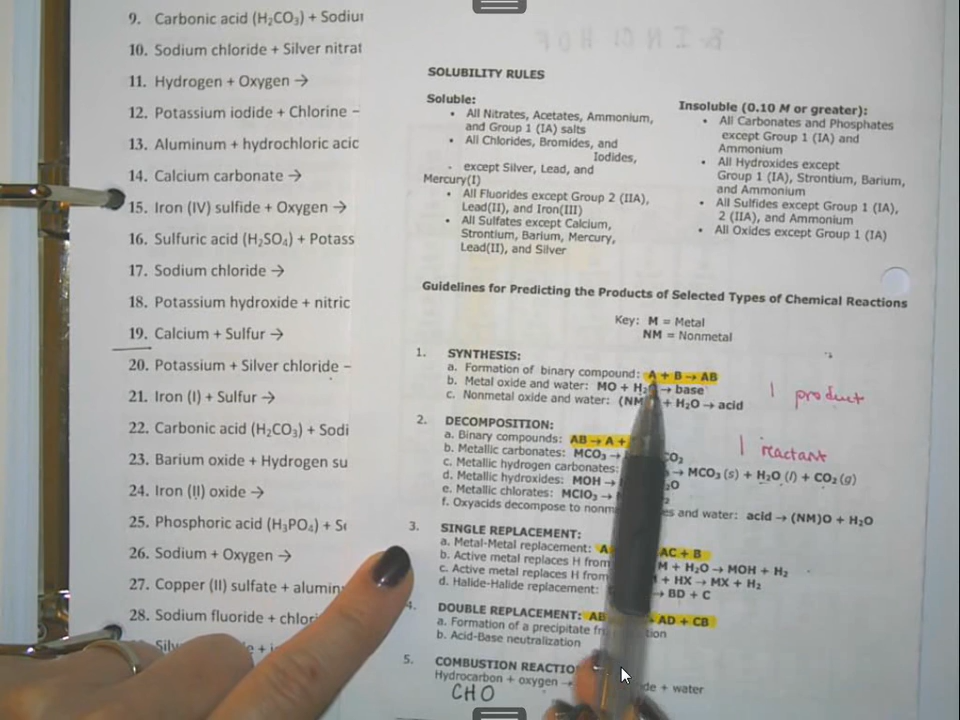 9. Carbonic acid (H₂CO₃) + Sodiu
10. Sodium chloride + Silver nitrat
11. Hydrogen + Oxygen →
12. Potassium iodide + Chlorine –
13. Aluminum + hydrochloric acid
14. Calcium carbonate →
15. Iron (IV) sulfide + Oxygen →
16. Sulfuric acid (H₂SO₄) + Potass
17. Sodium chloride →
18. Potassium hydroxide + nitric
19. Calcium + Sulfur →
20. Potassium + Silver chloride –
21. Iron (I) + Sulfur →
22. Carbonic acid (H₂CO₃) + Sodi
23. Barium oxide + Hydrogen su
24. Iron (II) oxide →
25. Phosphoric acid (H₃PO₄) + S
26. Sodium + Oxygen →
27. Copper (II) sulfate + alumin
28. Sodium fluoride + chlor
SOLUBILITY RULES
Soluble:
• All Nitrates, Acetates, Ammonium,
and Group 1 (IA) salts
• All Chlorides, Bromides, and
Iodides,
except Silver, Lead, and
Mercury(I)
• All Fluorides except Group 2 (IIA),
Lead(II), and Iron(III)
• All Sulfates except Calcium,
Strontium, Barium, Mercury,
Lead(II), and Silver
Insoluble (0.10 M or greater):
• All Carbonates and Phosphates
except Group 1 (IA) and
Ammonium
• All Hydroxides except
Group 1 (IA), Strontium, Barium,
and Ammonium
• All Sulfides except Group 1 (IA),
2 (IIA), and Ammonium
• All Oxides except Group 1 (IA)
Guidelines for Predicting the Products of Selected Types of Chemical Reactions
Key: M = Metal
NM = Nonmetal
1. SYNTHESIS:
a. Formation of binary compound: A + B → AB
b. Metal oxide and water: MO + H₂ → base
c. Nonmetal oxide and water: (NM) + H₂O → acid
1 product
2. DECOMPOSITION:
a. Binary compounds: AB → A +
b. Metallic carbonates: MCO₃ → CO₂
c. Metallic hydrogen carbonates: → MCO₃ (s) + H₂O (l) + CO₂ (g)
d. Metallic hydroxides: MOH → ₂O
e. Metallic chlorates: MClO₃ →
f. Oxyacids decompose to nonm es and water: acid → (NM)O + H₂O
1 reactant
3. SINGLE REPLACEMENT:
a. Metal-Metal replacement: A AC + B
b. Active metal replaces H from M + H₂O → MOH + H₂
c. Active metal replaces H from + HX → MX + H₂
d. Halide-Halide replacement: → BD + C
4. DOUBLE REPLACEMENT: AB AD + CB
a. Formation of a precipitate fr tion
b. Acid-Base neutralization
5. COMBUSTION REACTIO
Hydrocarbon + oxygen → de + water
CHO